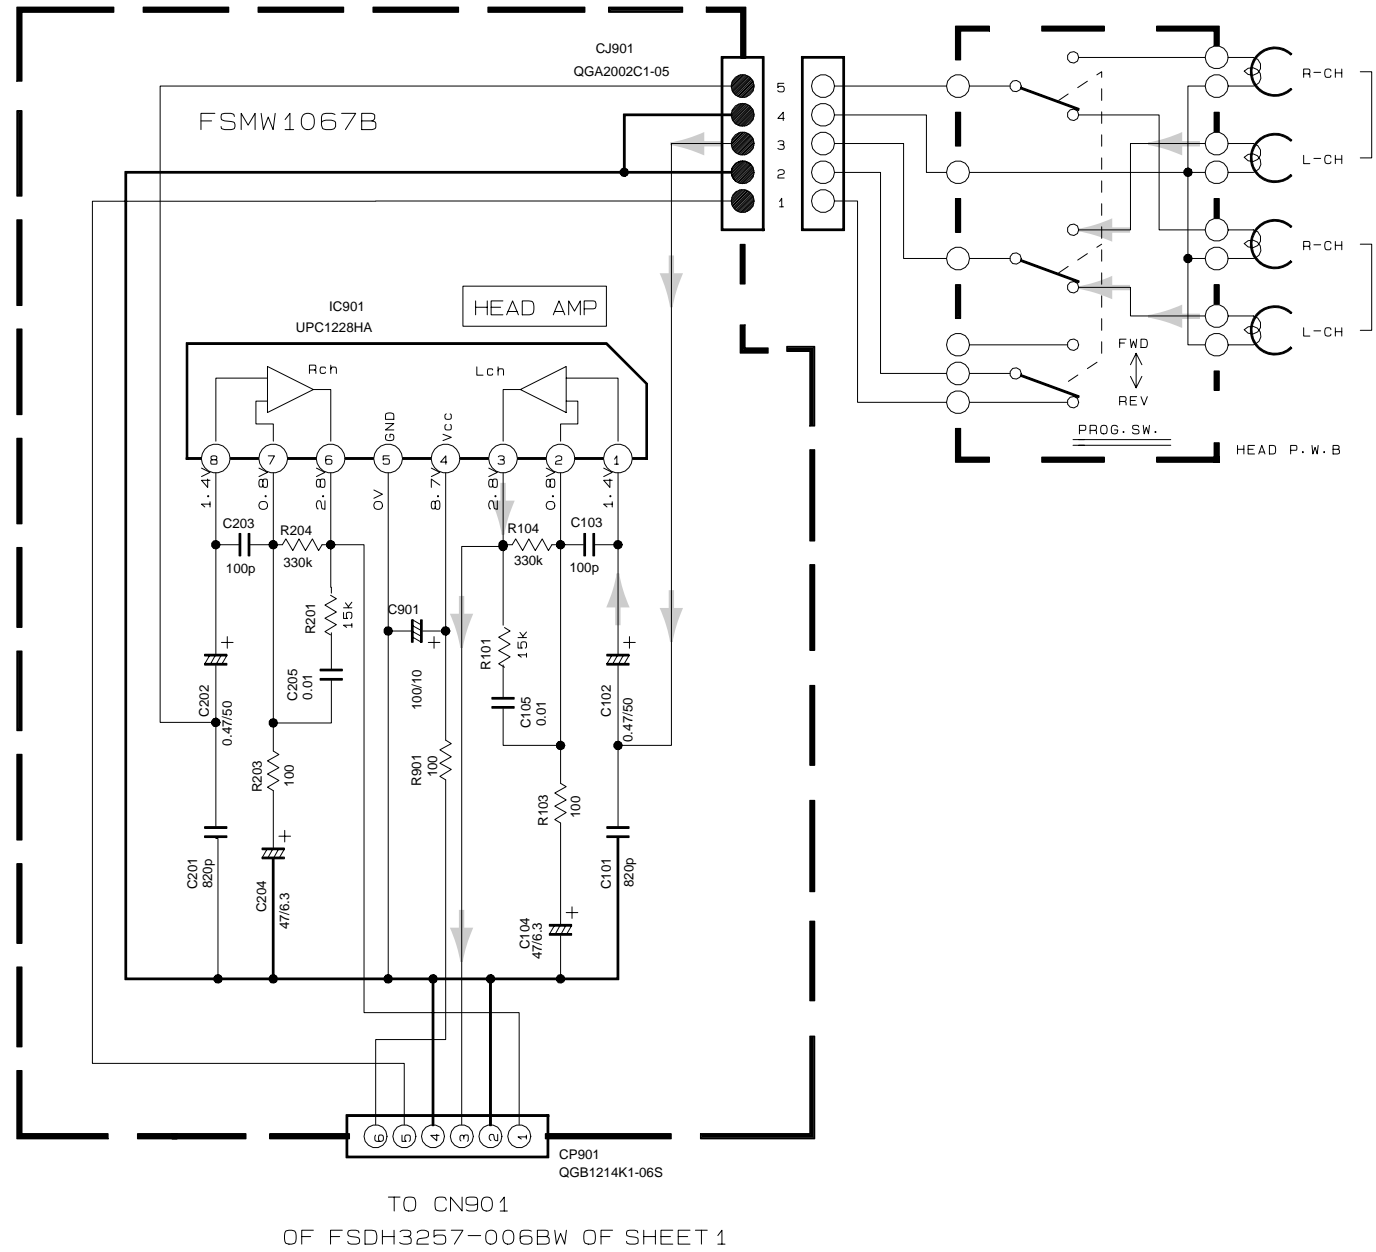 CJ901
QGA2002C1-05
FSMW1067B
5
4
3
2
1
R-CH
L-CH
R-CH
L-CH
FWD
REV
PROG. SW.
HEAD P.W.B
IC901
UPC1228HA
HEAD AMP
Rch
Lch
GND
Vcc
8
7
6
5
4
3
2
1
1.4V
0.8V
2.8V
0V
8.7V
2.8V
0.8V
1.4V
C203
100p
R204
330k
R104
330k
C103
100p
R201
15k
C901
100/10
R101
15k
C202
0.47/50
C205
0.01
C105
0.01
C102
0.47/50
R203
100
R901
100
R103
100
C201
820p
C204
47/6.3
C104
47/6.3
C101
820p
6
5
4
3
2
1
CP901
QGB1214K1-06S
TO CN901
OF FSDH3257-006BW OF SHEET 1